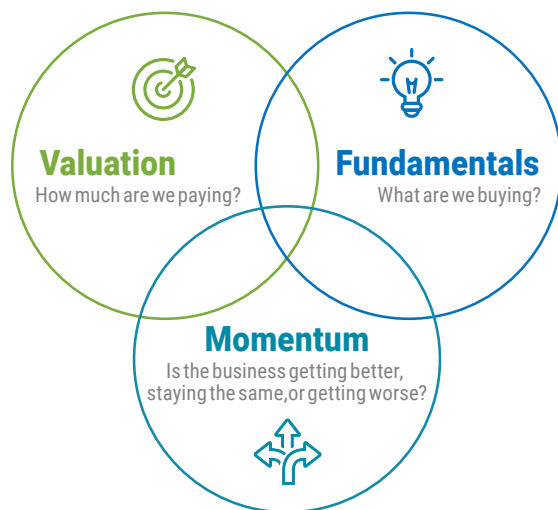 Valuation
How much are we paying?
Fundamentals
What are we buying?
Momentum
Is the business getting better,
staying the same, or getting worse?